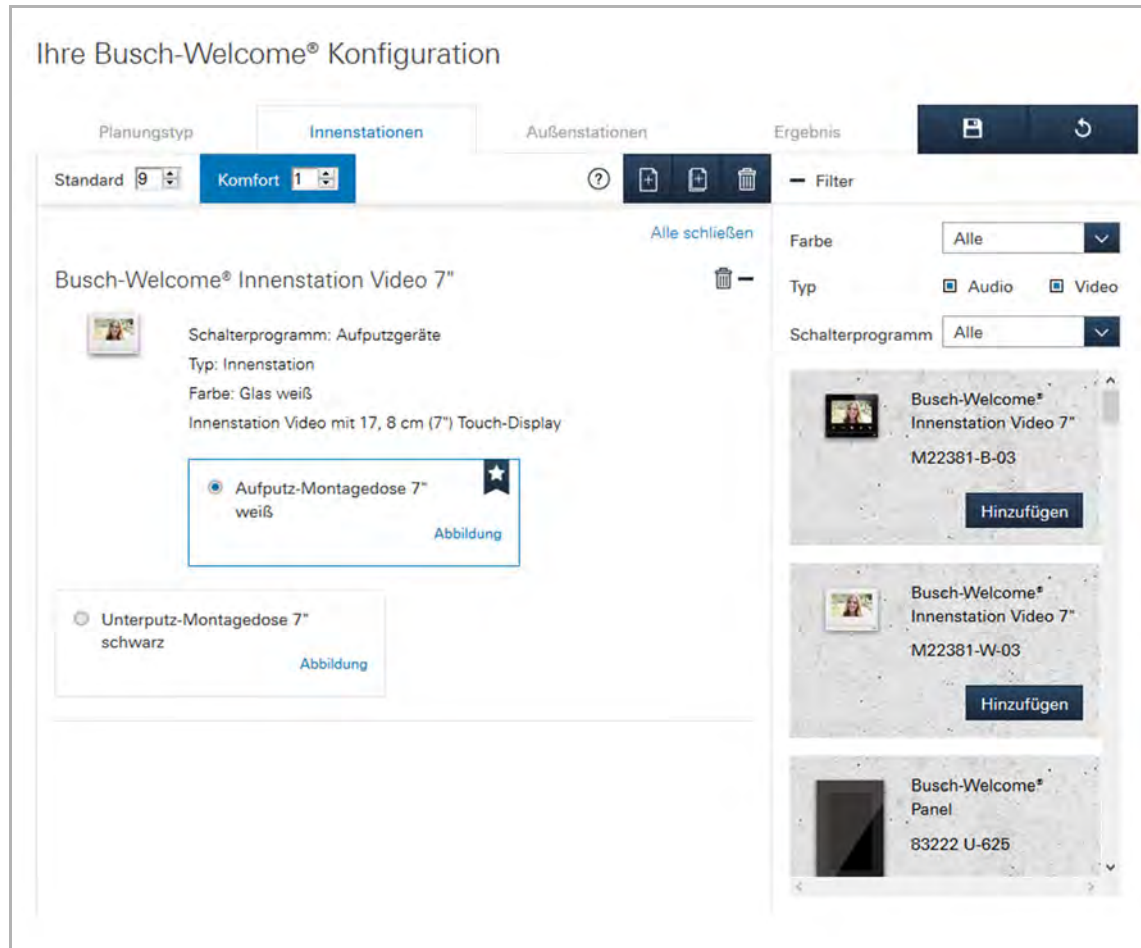 Ihre Busch-Welcome® Konfiguration
Planungstyp
Innenstationen
Außenstationen
Ergebnis
Standard 9
Komfort 1
?
− Filter
Alle schließen
Busch-Welcome® Innenstation Video 7"
Schalterprogramm: Aufputzgeräte
Typ: Innenstation
Farbe: Glas weiß
Innenstation Video mit 17, 8 cm (7") Touch-Display
Aufputz-Montagedose 7"
weiß
Abbildung
Unterputz-Montagedose 7"
schwarz
Abbildung
Farbe Alle
Typ Audio Video
Schalterprogramm Alle
Busch-Welcome®
Innenstation Video 7"
M22381-B-03
Hinzufügen
Busch-Welcome®
Innenstation Video 7"
M22381-W-03
Hinzufügen
Busch-Welcome®
Panel
83222 U-625